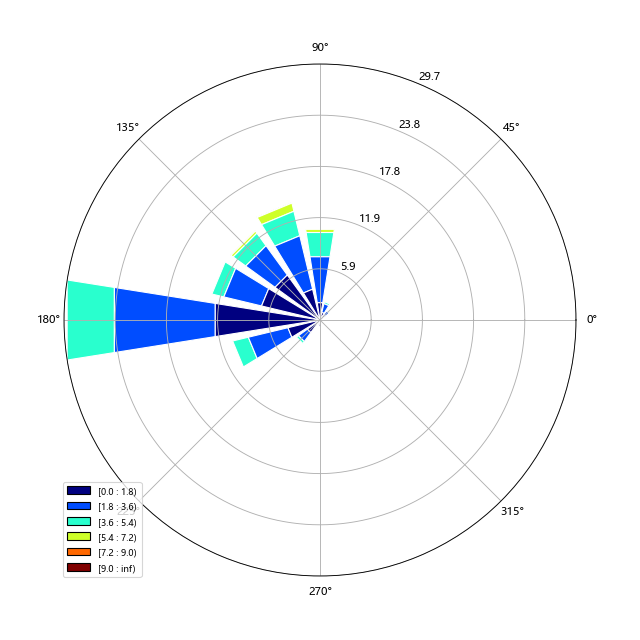 90°
29.7
23.8
135°
45°
17.8
11.9
5.9
180°
0°
[0.0 : 1.8)
[1.8 : 3.6)
225°
315°
[3.6 : 5.4)
[5.4 : 7.2)
[7.2 : 9.0)
[9.0 : inf)
270°